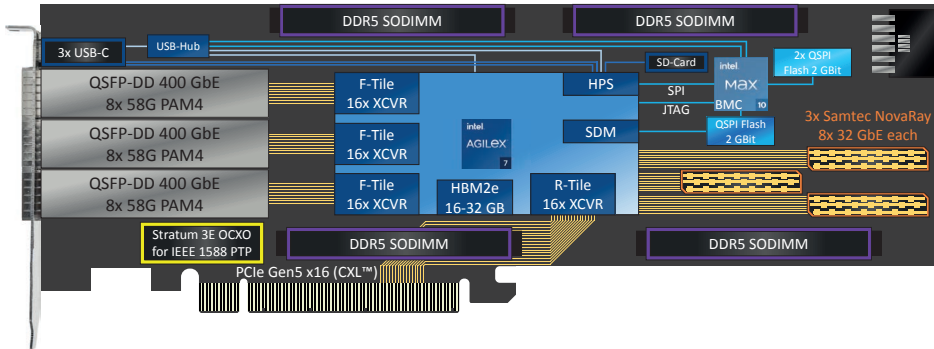 DDR5 SODIMM
DDR5 SODIMM
3x USB-C
USB-Hub
SD-Card
intel
MAX
BMC 10
2x QSPI
Flash 2 GBit
QSFP-DD 400 GbE
8x 58G PAM4
F-Tile
16x XCVR
HPS
SPI
JTAG
QSPI Flash
2 GBit
3x Samtec NovaRay
8x 32 GbE each
QSFP-DD 400 GbE
8x 58G PAM4
F-Tile
16x XCVR
intel
AGILEX
7
SDM
QSFP-DD 400 GbE
8x 58G PAM4
F-Tile
16x XCVR
HBM2e
16-32 GB
R-Tile
16x XCVR
Stratum 3E OCXO
for IEEE 1588 PTP
DDR5 SODIMM
DDR5 SODIMM
PCIe Gen5 x16 (CXL™)